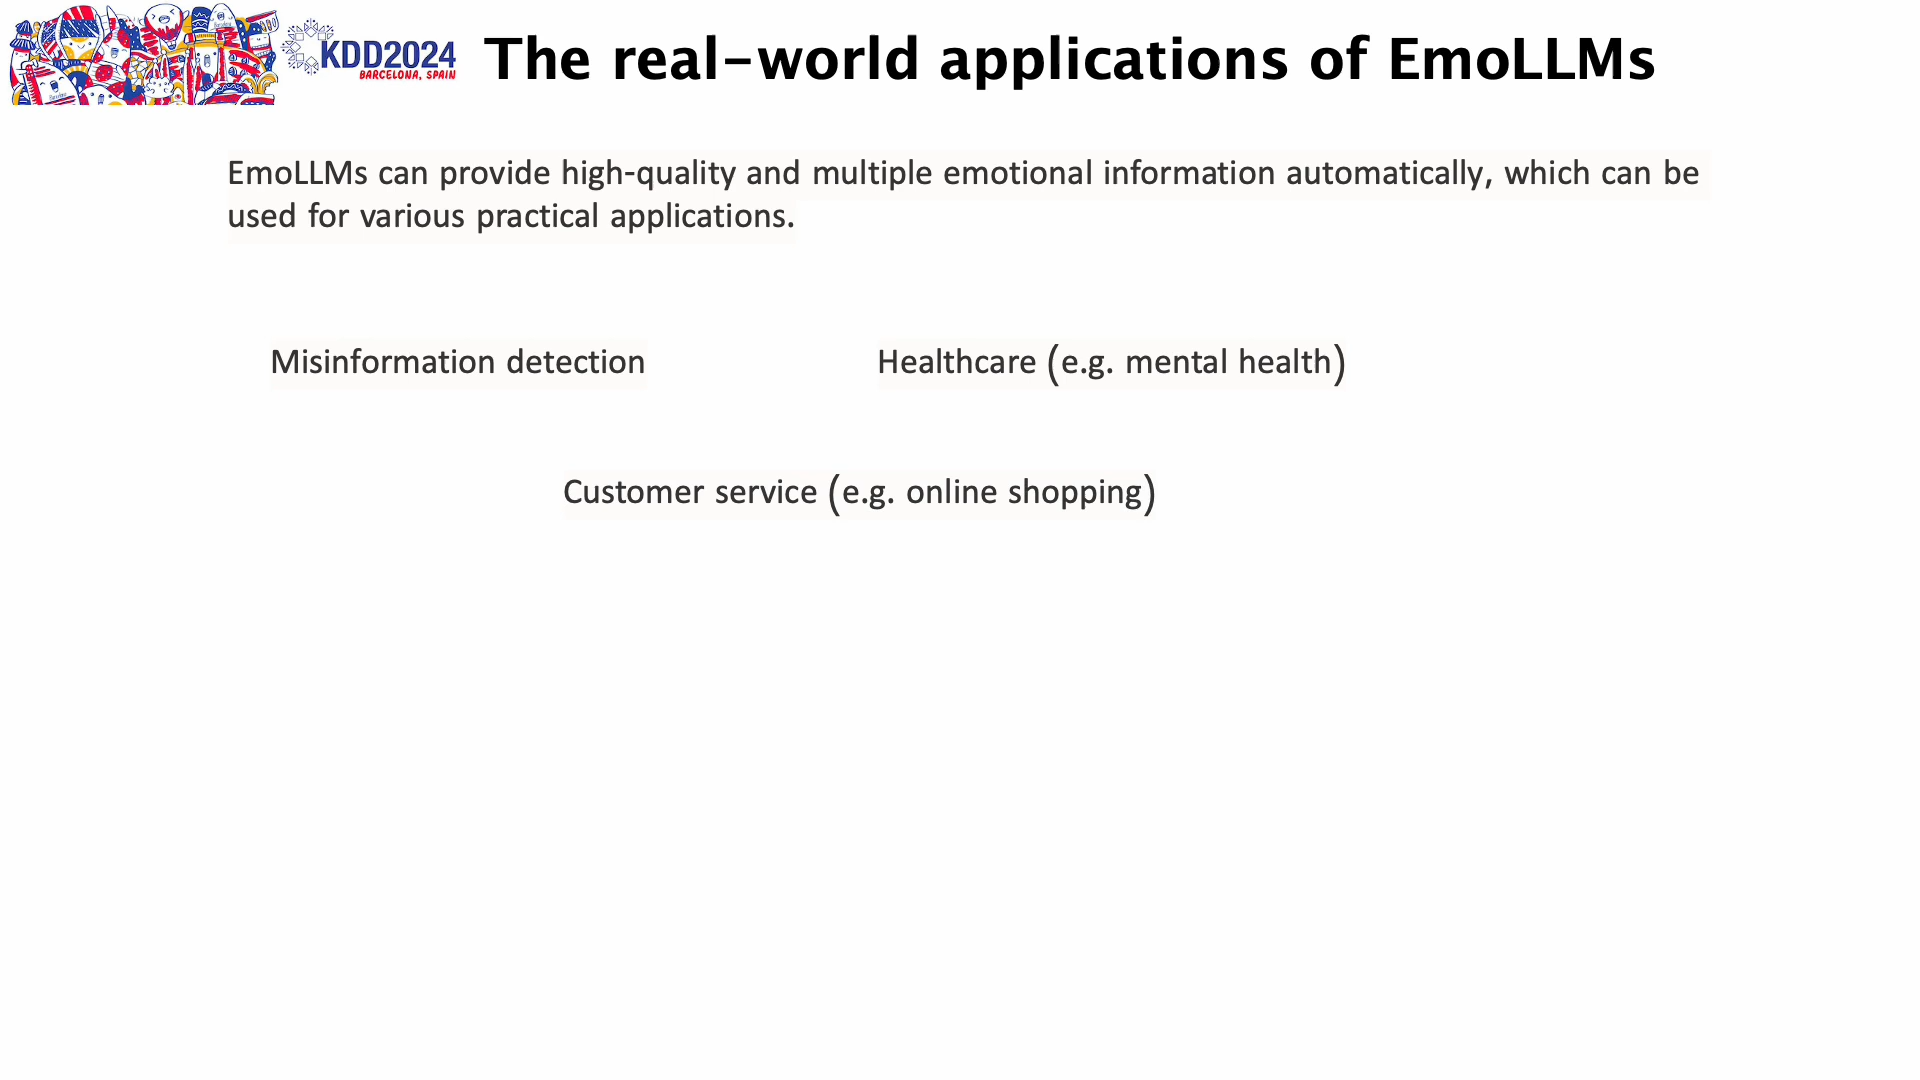 KDD2024
BARCELONA, SPAIN
The real-world applications of EmoLLMs
EmoLLMs can provide high-quality and multiple emotional information automatically, which can be
used for various practical applications.
Misinformation detection
Healthcare (e.g. mental health)
Customer service (e.g. online shopping)